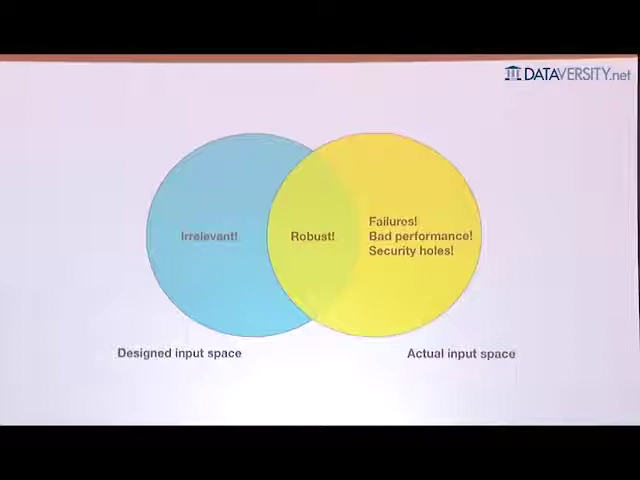 DATAVERSITY.net
Irrelevant!
Robust!
Failures!
Bad performance!
Security holes!
Designed input space
Actual input space